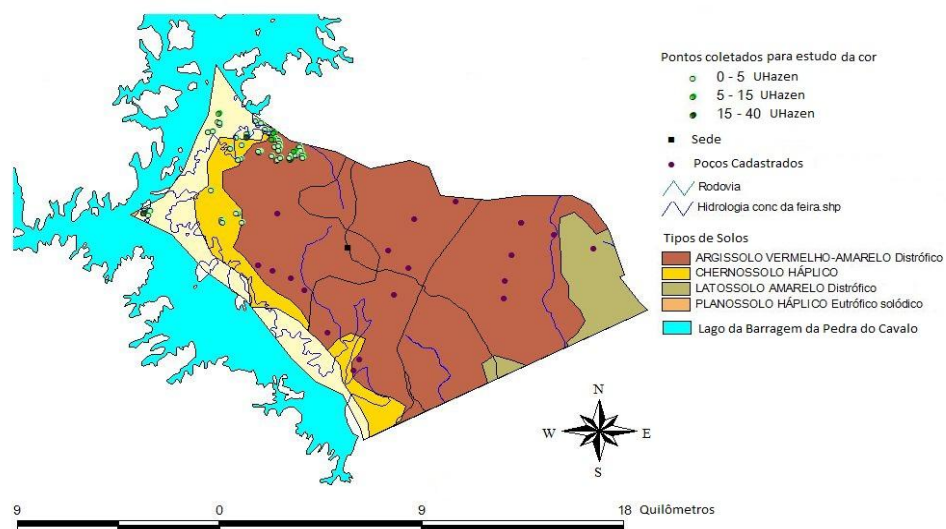 Pontos coletados para estudo da cor
0 - 5 UHazen
5 - 15 UHazen
15 - 40 UHazen
Sede
Poços Cadastrados
Rodovia
Hidrologia conc da feira.shp
Tipos de Solos
ARGISSOLO VERMELHO-AMARELO Distrófico
CHERNOSSOLO HÁPLICO
LATOSSOLO AMARELO Distrófico
PLANOSSOLO HÁPLICO Eutrófico solódico
Lago da Barragem da Pedra do Cavalo
N
W E
S
9 0 9 18 Quilômetros